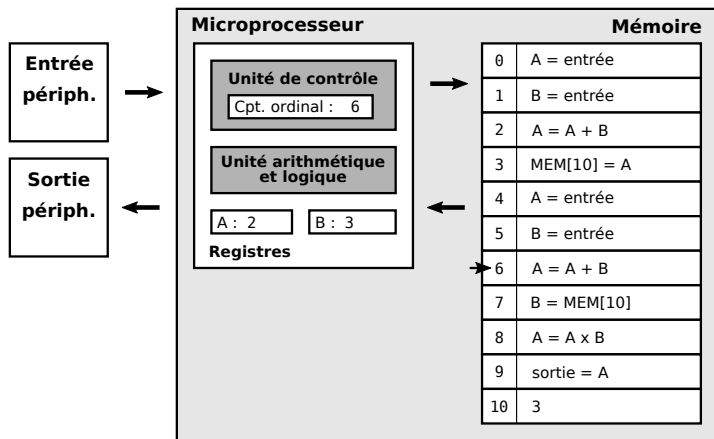 Microprocesseur
Mémoire
Entrée
périph.
Sortie
périph.
Unité de contrôle
Cpt. ordinal : 6
Unité arithmétique
et logique
A : 2
B : 3
Registres
0 A = entrée
1 B = entrée
2 A = A + B
3 MEM[10] = A
4 A = entrée
5 B = entrée
6 A = A + B
7 B = MEM[10]
8 A = A x B
9 sortie = A
10 3